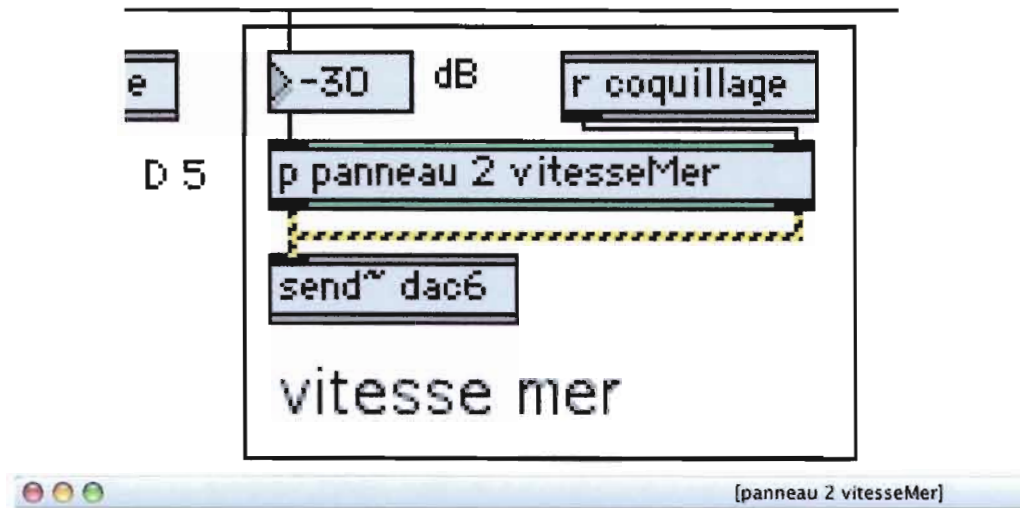 e
-30 dB
r coquillage
D 5
p panneau 2 vitesseMer
send~ dac6
vitesse mer
[panneau 2 vitesseMer]